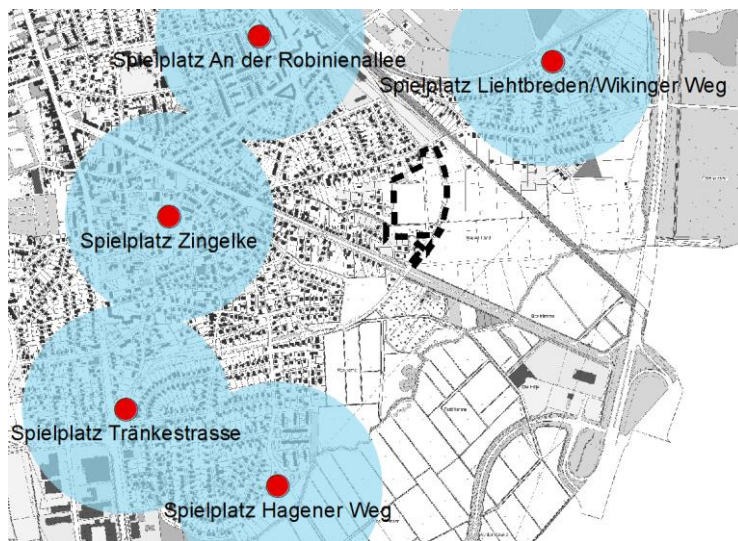 Spielplatz An der Robinienallee
Spielplatz Liehtbreden/Wikinger Weg
Spielplatz Zingelke
Spielplatz Tränkestrasse
Spielplatz Hagener Weg